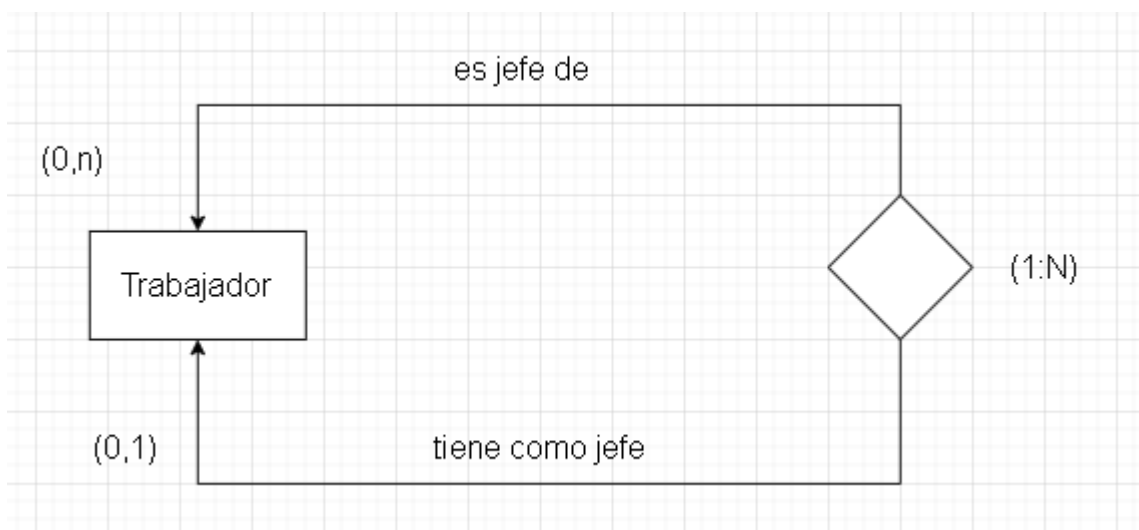 es jefe de
(0,n)
Trabajador
(1:N)
(0,1)
tiene como jefe